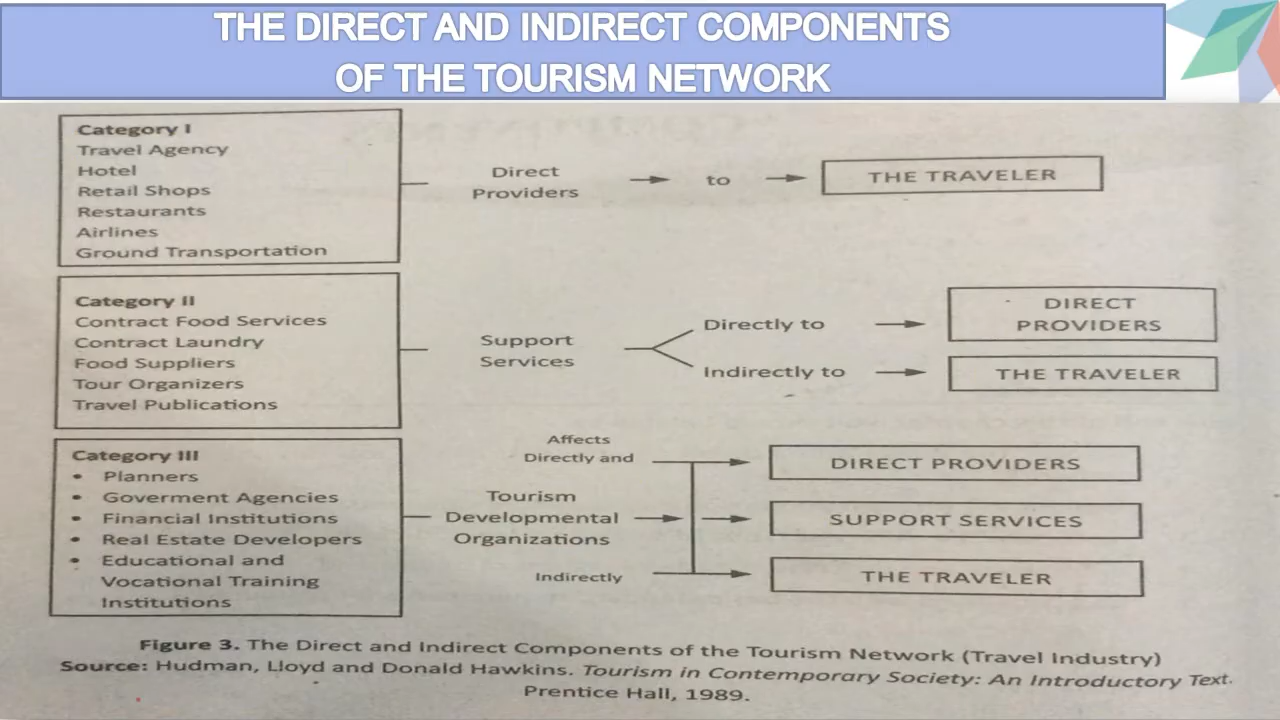 THE DIRECT AND INDIRECT COMPONENTS
OF THE TOURISM NETWORK
Category I
Travel Agency
Hotel
Retail Shops
Restaurants
Airlines
Ground Transportation
Direct
Providers
to
THE TRAVELER
Category II
Contract Food Services
Contract Laundry
Food Suppliers
Tour Organizers
Travel Publications
Support
Services
Directly to
DIRECT
PROVIDERS
Indirectly to
THE TRAVELER
Category III
• Planners
• Goverment Agencies
• Financial Institutions
• Real Estate Developers
• Educational and
Vocational Training
Institutions
Affects
Directly and
Tourism
Developmental
Organizations
Indirectly
DIRECT PROVIDERS
SUPPORT SERVICES
THE TRAVELER
Figure 3. The Direct and Indirect Components of the Tourism Network (Travel Industry)
Source: Hudman, Lloyd and Donald Hawkins. Tourism in Contemporary Society: An Introductory Text.
Prentice Hall, 1989.